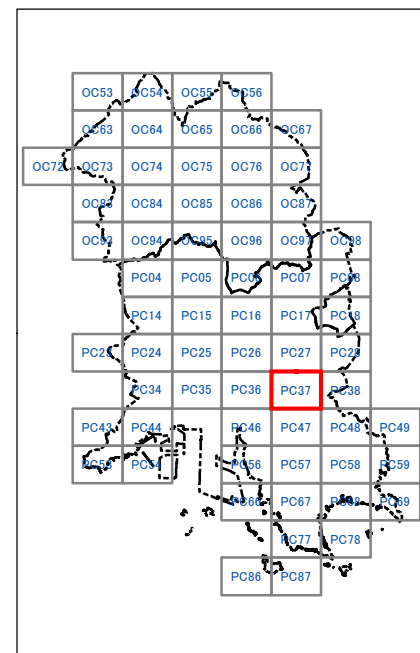 OC53 OC54 OC55 OC56
OC63 OC64 OC65 OC66 OC67
OC72 OC73 OC74 OC75 OC76 OC77
OC83 OC84 OC85 OC86 OC87
OC93 OC94 OC95 OC96 OC97 OC98
PC04 PC05 PC06 PC07 PC08
PC14 PC15 PC16 PC17 PC18
PC23 PC24 PC25 PC26 PC27 PC28
PC34 PC35 PC36 PC37 PC38
PC43 PC44 PC46 PC47 PC48 PC49
PC53 PC54 PC56 PC57 PC58 PC59
PC66 PC67 PC68 PC69
PC77 PC78
PC86 PC87